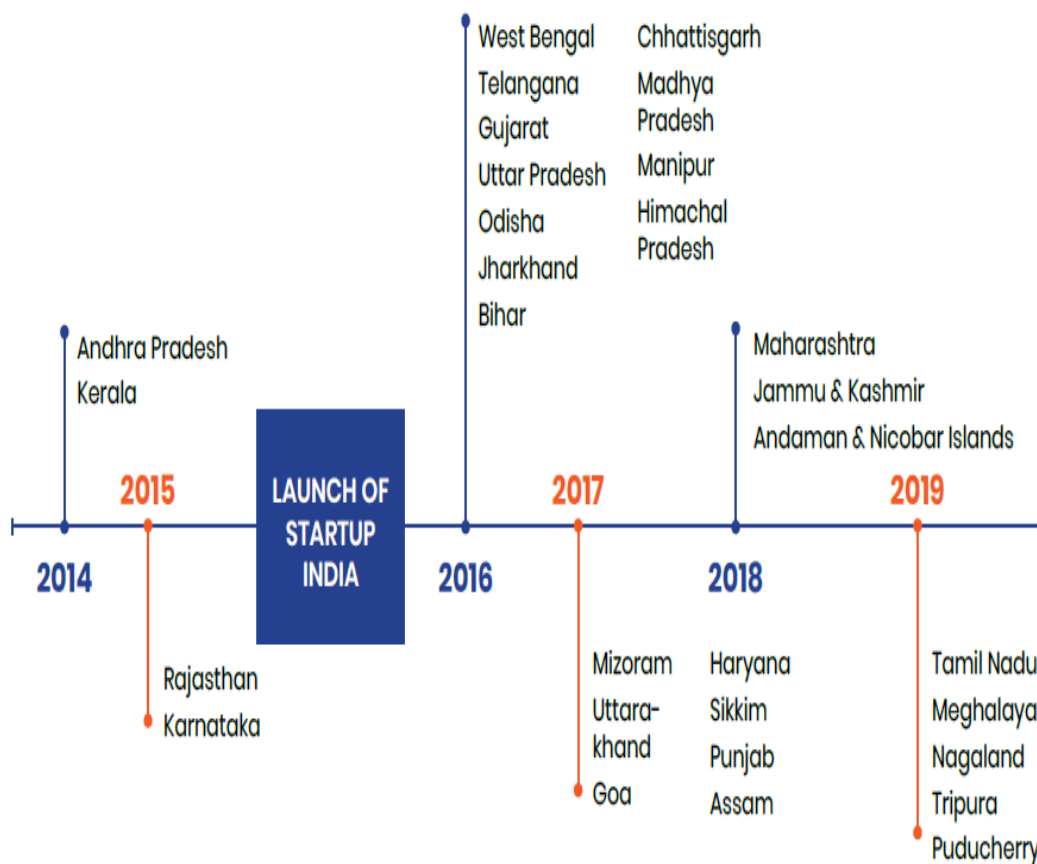 West Bengal
Telangana
Gujarat
Uttar Pradesh
Odisha
Jharkhand
Bihar
Chhattisgarh
Madhya
Pradesh
Manipur
Himachal
Pradesh
Andhra Pradesh
Kerala
Maharashtra
Jammu & Kashmir
Andaman & Nicobar Islands
2015
LAUNCH OF
STARTUP
INDIA
2017
2019
2014
2016
2018
Rajasthan
Karnataka
Mizoram
Uttara-
khand
Goa
Haryana
Sikkim
Punjab
Assam
Tamil Nadu
Meghalaya
Nagaland
Tripura
Puducherry